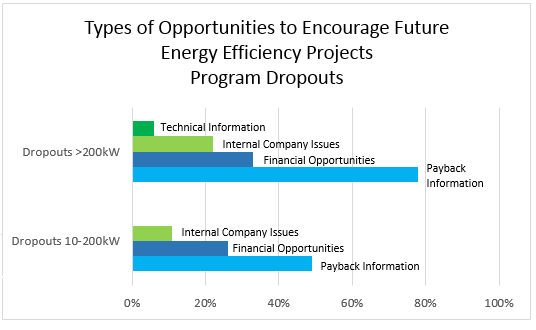 Types of Opportunities to Encourage Future
Energy Efficiency Projects
Program Dropouts
Dropouts >200kW
Technical Information
Internal Company Issues
Financial Opportunities
Payback
Information
Dropouts 10-200kW
Internal Company Issues
Financial Opportunities
Payback Information
0%
20%
40%
60%
80%
100%